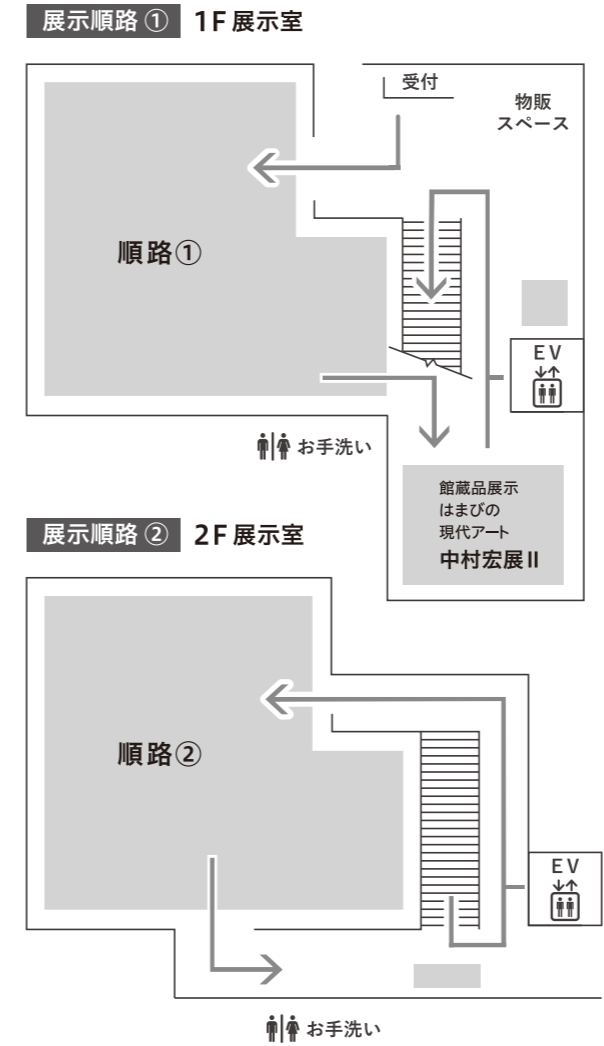 展示順路 ① 1F 展示室
受付
物販
スペース
順路①
EV
お手洗い
館蔵品展示
はまびの
現代アート
中村宏展Ⅱ
展示順路 ② 2F 展示室
順路②
EV
お手洗い